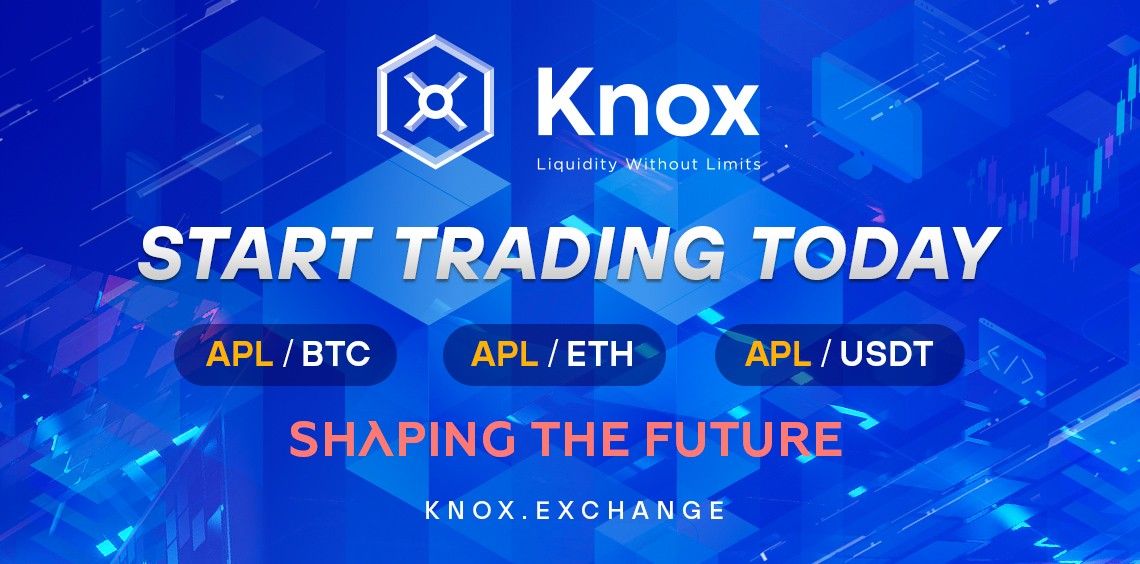 Knox
Liquidity Without Limits
START TRADING TODAY
APL / BTC APL / ETH APL / USDT
SHAPING THE FUTURE
KNOX.EXCHANGE